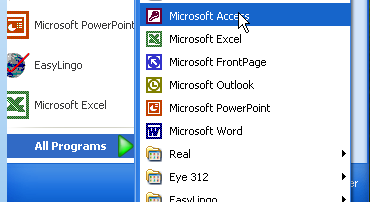 Microsoft PowerPoint
EasyLingo
Microsoft Excel
All Programs
Microsoft Access
Microsoft Excel
Microsoft FrontPage
Microsoft Outlook
Microsoft PowerPoint
Microsoft Word
Real
Eye 312
EasyLingo